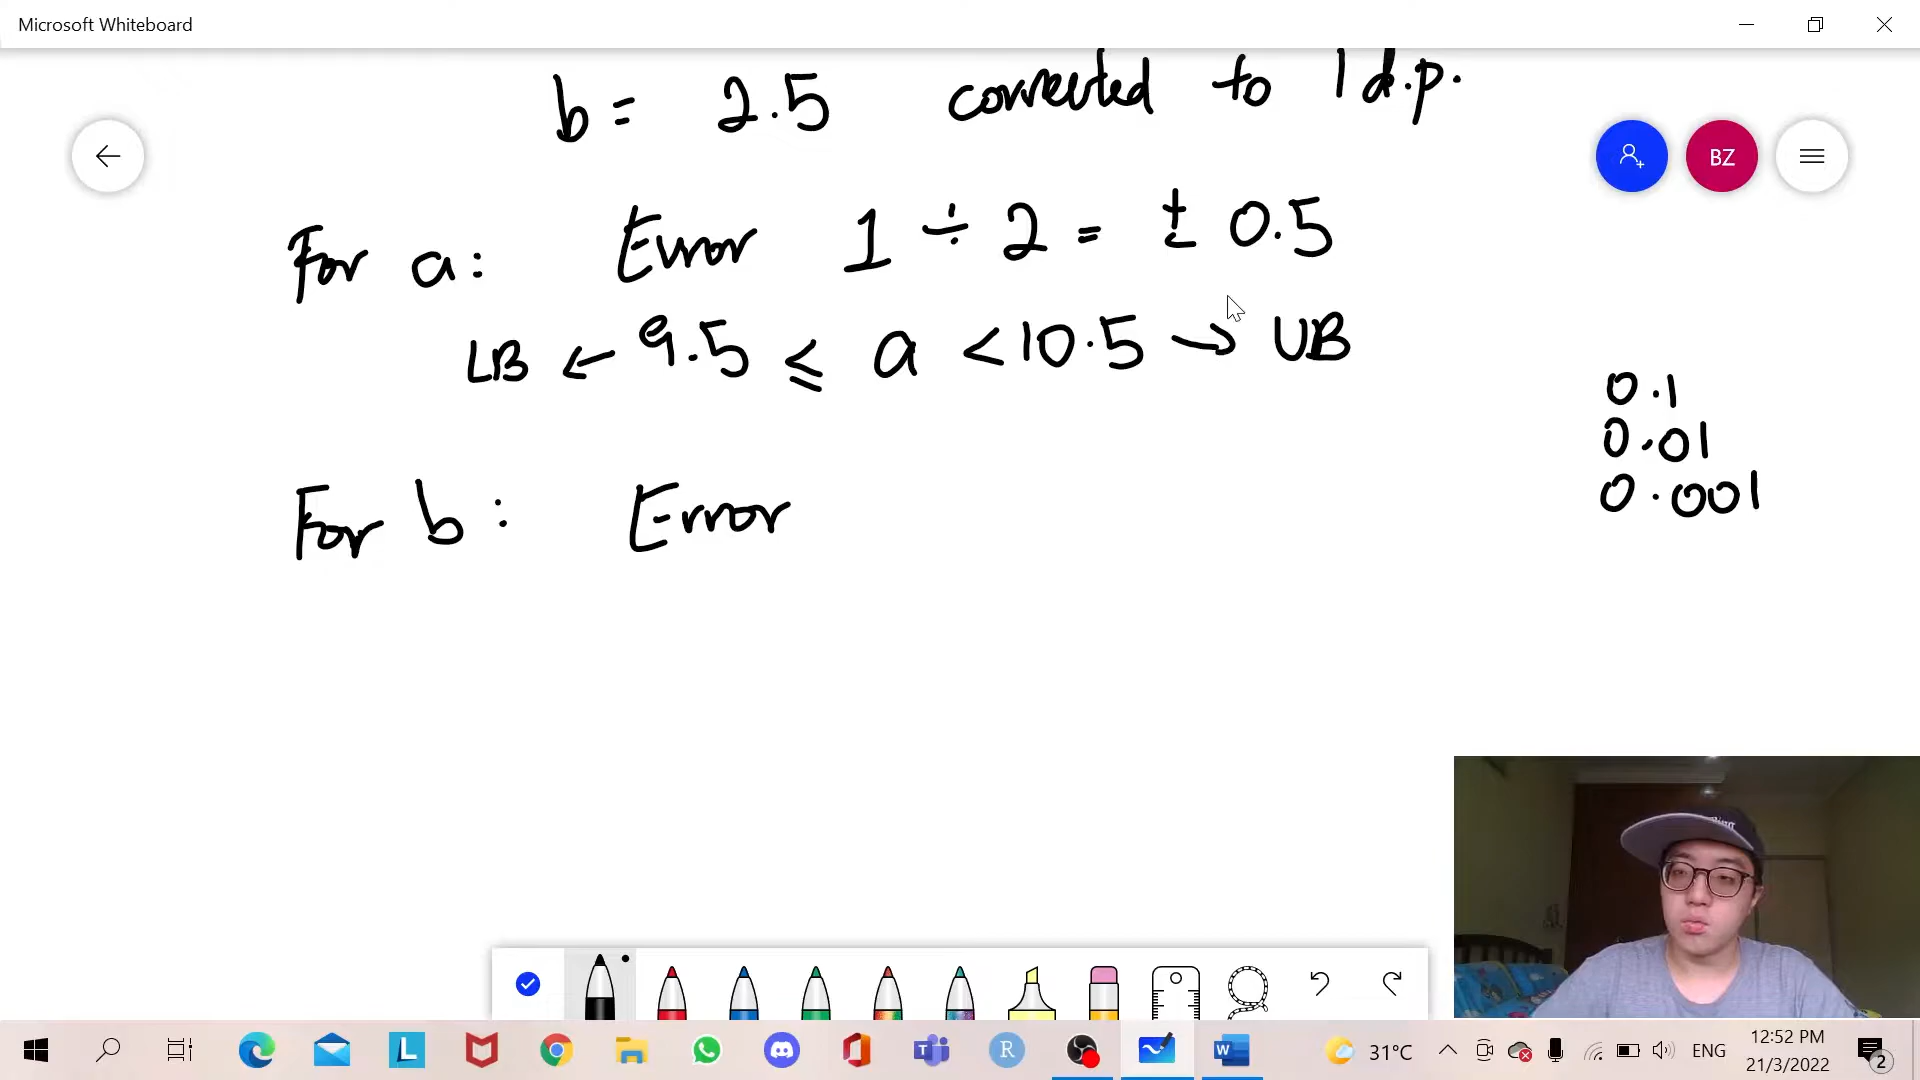 Microsoft Whiteboard
b = 2.5 corrected to 1 d.p.
BZ
For a: Error 1 ÷ 2 = ± 0.5
LB ← 9.5 ≤ a < 10.5 → UB
0.1
0.01
0.001
For b: Error
31°C
ENG
12:52 PM
21/3/2022
2